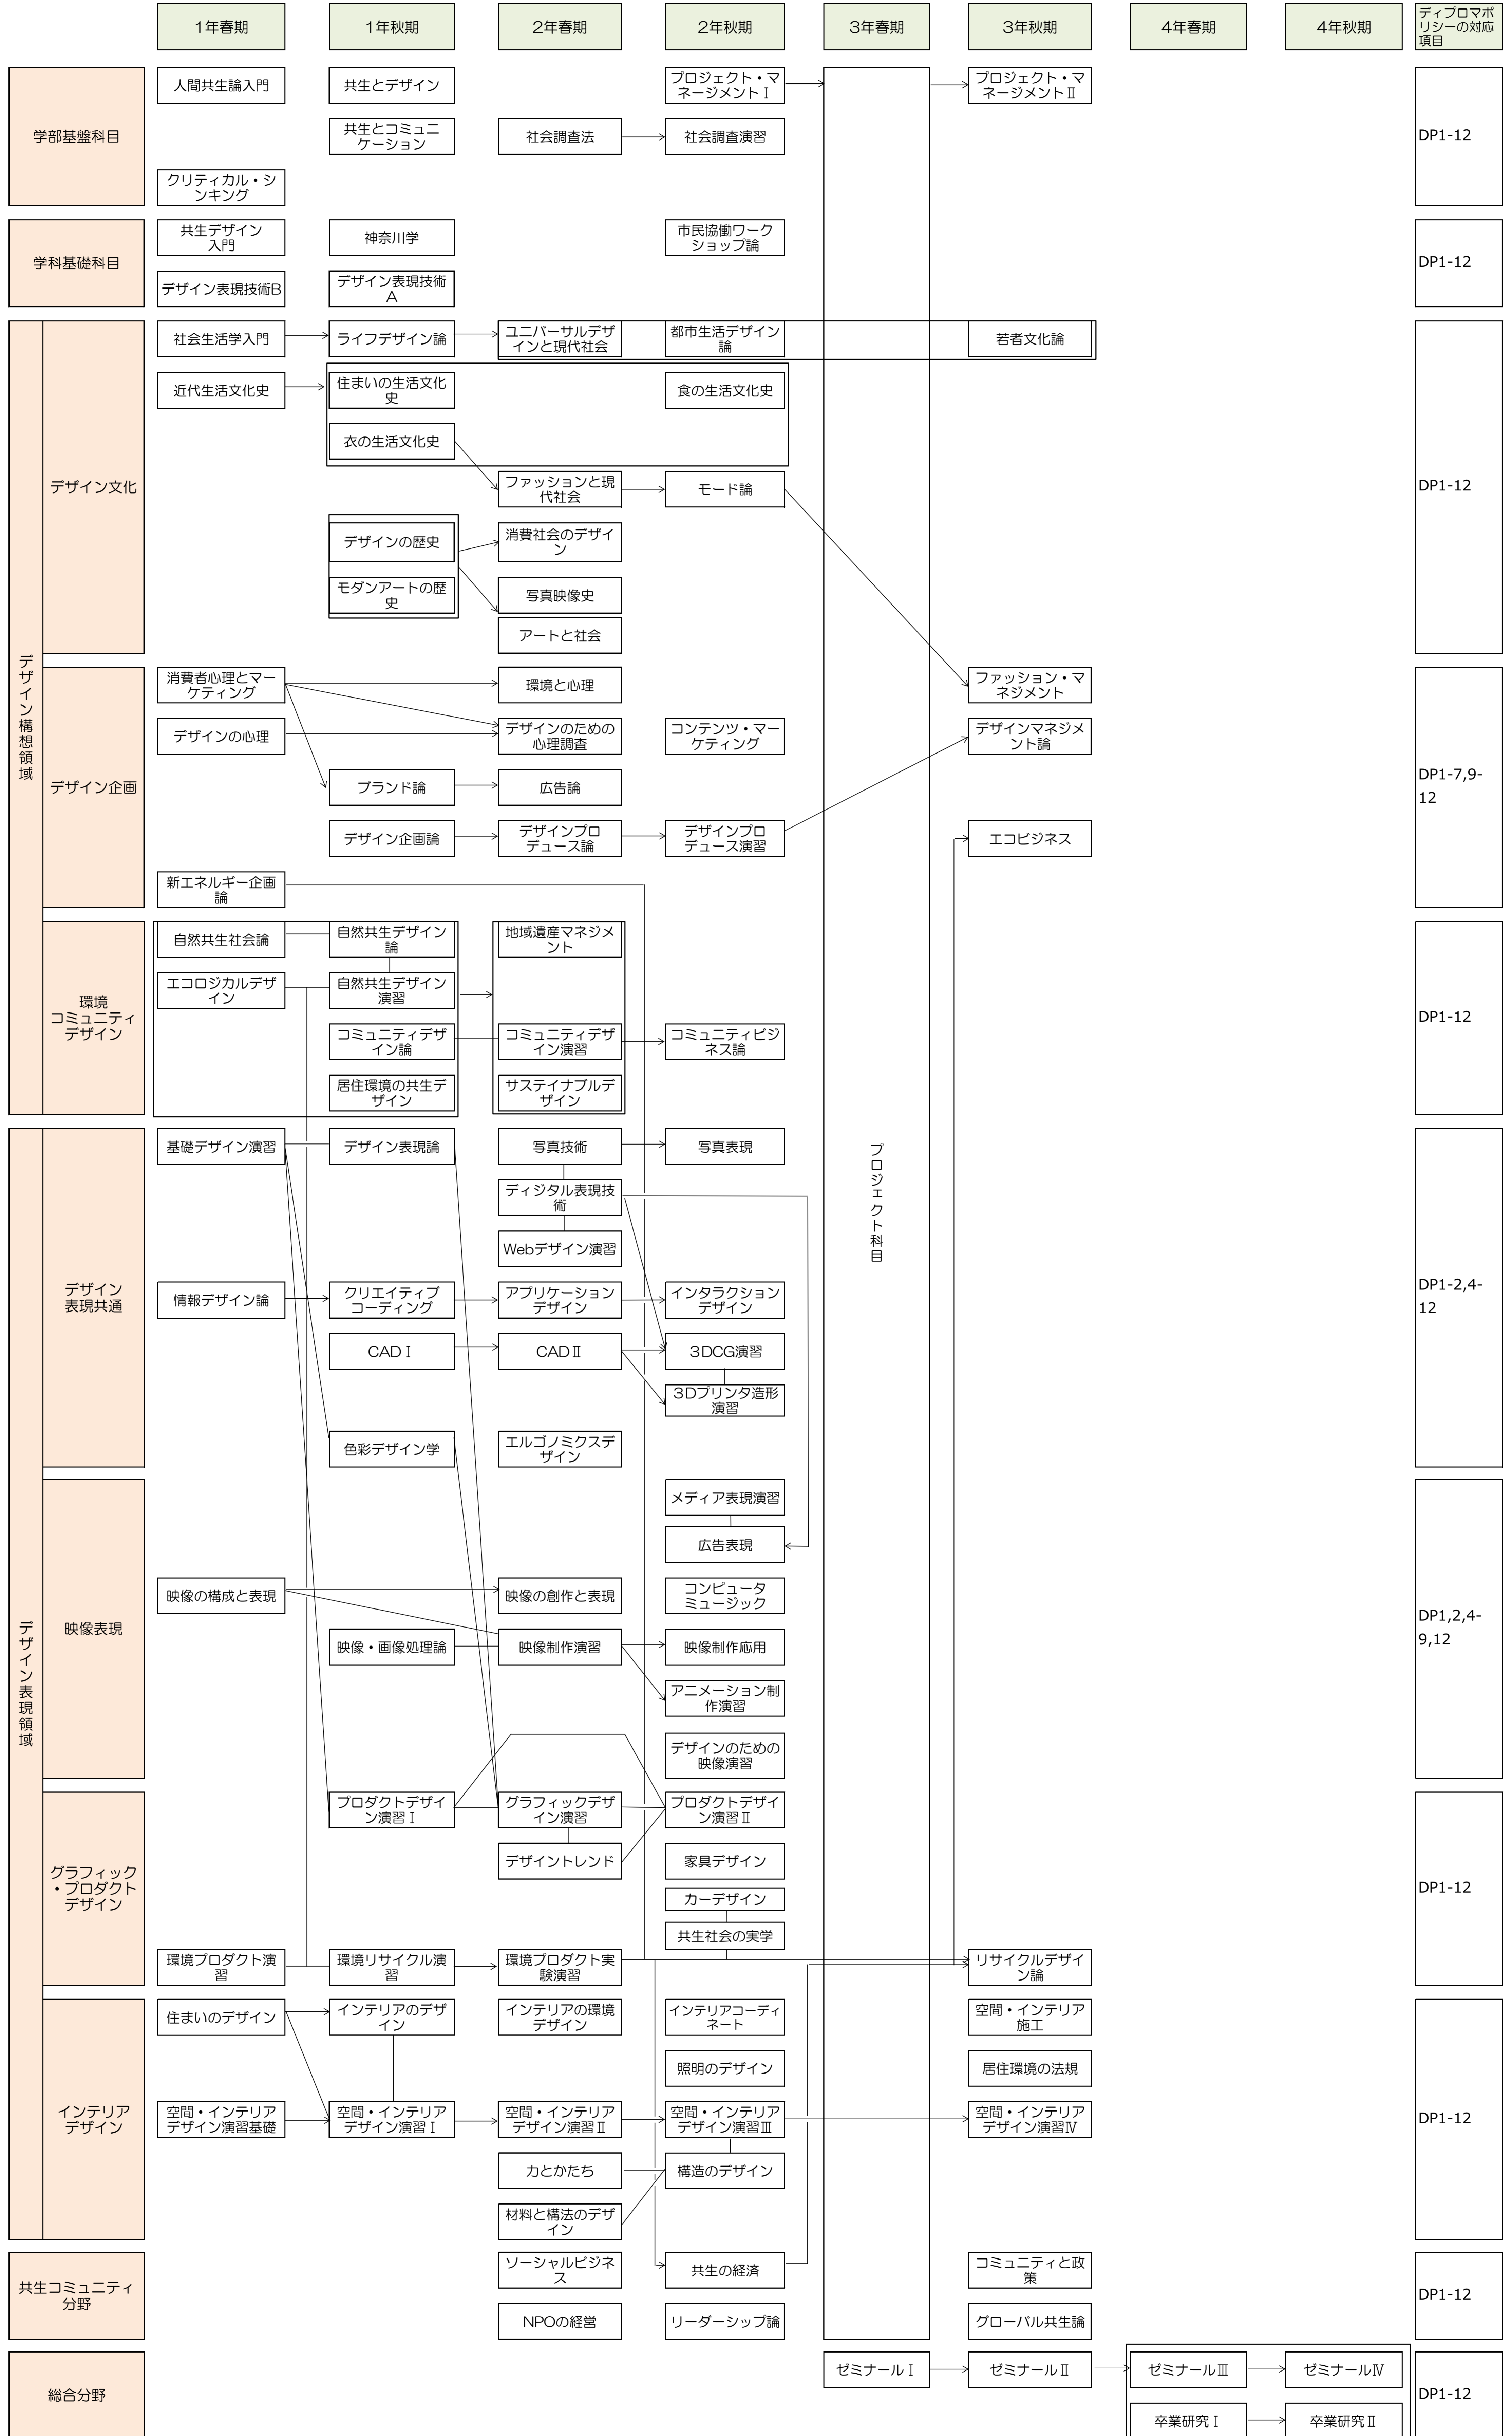 1年春期
1年秋期
2年春期
2年秋期
3年春期
3年秋期
4年春期
4年秋期
ディプロマポ
リシーの対応
項目
学部基盤科目
人間共生論入門
共生とデザイン
プロジェクト・マ
ネージメントⅠ
プロジェクト・マ
ネージメントⅡ
DP1-12
共生とコミュニ
ケーション
社会調査法
社会調査演習
クリティカル・シ
ンキング
学科基礎科目
共生デザイン
入門
神奈川学
市民協働ワーク
ショップ論
DP1-12
デザイン表現技術B
デザイン表現技術
A
デザイン構想領域
デザイン文化
社会生活学入門
ライフデザイン論
ユニバーサルデザ
インと現代社会
都市生活デザイン
論
若者文化論
DP1-12
近代生活文化史
住まいの生活文化
史
食の生活文化史
衣の生活文化史
ファッションと現
代社会
モード論
デザインの歴史
消費社会のデザイ
ン
モダンアートの歴
史
写真映像史
アートと社会
デザイン企画
消費者心理とマー
ケティング
環境と心理
ファッション・マ
ネジメント
DP1-7,9-
12
デザインの心理
デザインのための
心理調査
コンテンツ・マー
ケティング
デザインマネジメ
ント論
ブランド論
広告論
デザイン企画論
デザインプロ
デュース論
デザインプロ
デュース演習
エコビジネス
新エネルギー企画
論
環境
コミュニティ
デザイン
自然共生社会論
自然共生デザイン
論
地域遺産マネジメ
ント
DP1-12
エコロジカルデザ
イン
自然共生デザイン
演習
コミュニティデザ
イン論
コミュニティデザ
イン演習
コミュニティビジ
ネス論
居住環境の共生デ
ザイン
サステイナブルデ
ザイン
プロジェクト科目
デザイン表現領域
デザイン
表現共通
基礎デザイン演習
デザイン表現論
写真技術
写真表現
DP1-2,4-
12
ディジタル表現技
術
Webデザイン演習
情報デザイン論
クリエイティブ
コーディング
アプリケーション
デザイン
インタラクション
デザイン
CADⅠ
CADⅡ
3DCG演習
3Dプリンタ造形
演習
色彩デザイン学
エルゴノミクスデ
ザイン
映像表現
メディア表現演習
DP1,2,4-
9,12
広告表現
映像の構成と表現
映像の創作と表現
コンピュータ
ミュージック
映像・画像処理論
映像制作演習
映像制作応用
アニメーション制
作演習
デザインのための
映像演習
グラフィック
・プロダクト
デザイン
プロダクトデザイ
ン演習Ⅰ
グラフィックデザ
イン演習
プロダクトデザイ
ン演習Ⅱ
DP1-12
デザイントレンド
家具デザイン
カーデザイン
共生社会の実学
環境プロダクト演
習
環境リサイクル演
習
環境プロダクト実
験演習
リサイクルデザイ
ン論
インテリア
デザイン
住まいのデザイン
インテリアのデザ
イン
インテリアの環境
デザイン
インテリアコーディ
ネート
空間・インテリア
施工
DP1-12
照明のデザイン
居住環境の法規
空間・インテリア
デザイン演習基礎
空間・インテリア
デザイン演習Ⅰ
空間・インテリア
デザイン演習Ⅱ
空間・インテリア
デザイン演習Ⅲ
空間・インテリア
デザイン演習Ⅳ
力とかたち
構造のデザイン
材料と構法のデザ
イン
共生コミュニティ
分野
ソーシャルビジネ
ス
共生の経済
コミュニティと政
策
DP1-12
NPOの経営
リーダーシップ論
グローバル共生論
総合分野
ゼミナールⅠ
ゼミナールⅡ
ゼミナールⅢ
ゼミナールⅣ
DP1-12
卒業研究Ⅰ
卒業研究Ⅱ